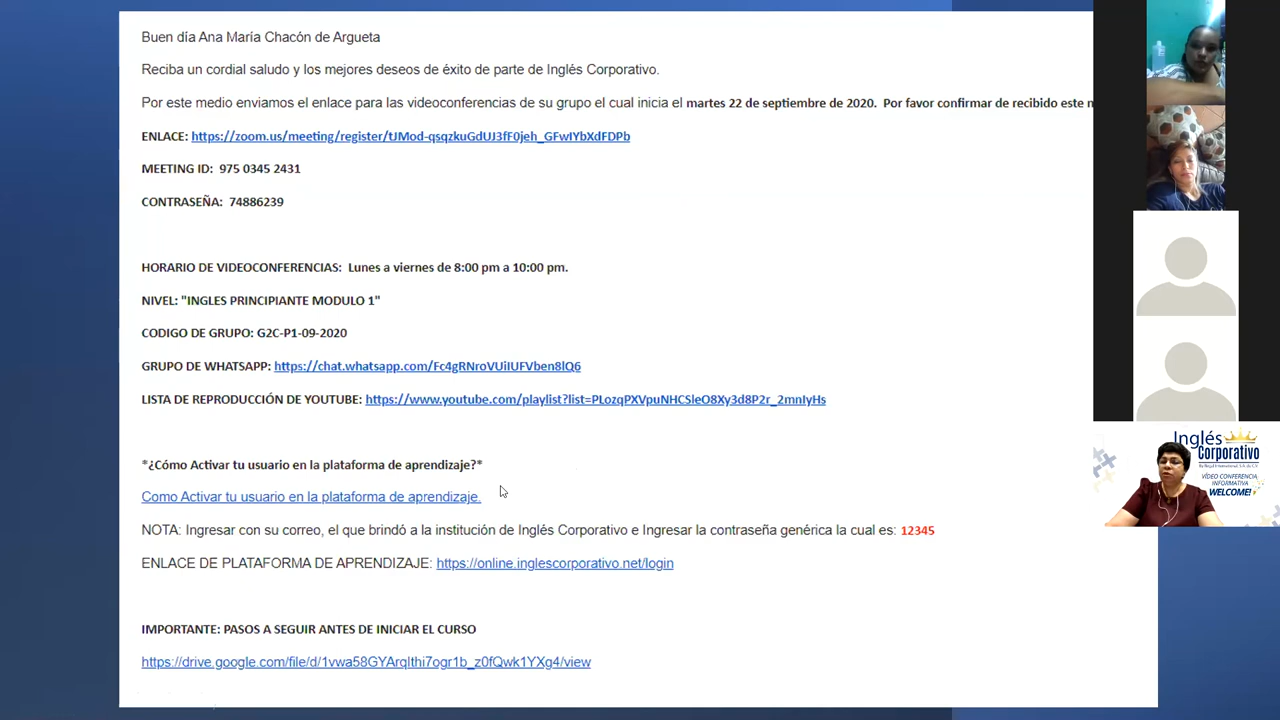 Buen día Ana María Chacón de Argueta
Reciba un cordial saludo y los mejores deseos de éxito de parte de Inglés Corporativo.
Por este medio enviamos el enlace para las videoconferencias de su grupo el cual inicia el martes 22 de septiembre de 2020. Por favor confirmar de recibido este
ENLACE: https://zoom.us/meeting/register/tJMod-qsqzkuGdUJ3fF0jeh_GFwIYbXdFDPb
MEETING ID: 975 0345 2431
CONTRASEÑA: 74886239
HORARIO DE VIDEOCONFERENCIAS: Lunes a viernes de 8:00 pm a 10:00 pm.
NIVEL: "INGLES PRINCIPIANTE MODULO 1"
CODIGO DE GRUPO: G2C-P1-09-2020
GRUPO DE WHATSAPP: https://chat.whatsapp.com/Fc4gRNroVUiIUFVben8lQ6
LISTA DE REPRODUCCIÓN DE YOUTUBE: https://www.youtube.com/playlist?list=PLozqPXVpuNHCSleO8Xy3d8P2r_2mnIyHs
*¿Cómo Activar tu usuario en la plataforma de aprendizaje?*
Como Activar tu usuario en la plataforma de aprendizaje.
NOTA: Ingresar con su correo, el que brindó a la institución de Inglés Corporativo e Ingresar la contraseña genérica la cual es: 12345
ENLACE DE PLATAFORMA DE APRENDIZAJE: https://online.inglescorporativo.net/login
IMPORTANTE: PASOS A SEGUIR ANTES DE INICIAR EL CURSO
https://drive.google.com/file/d/1vwa58GYArqIthi7ogr1b_z0fQwk1YXg4/view
Inglés
Corporativo
VIDEO CONFERENCIA
INFORMATIVA
WELCOME!